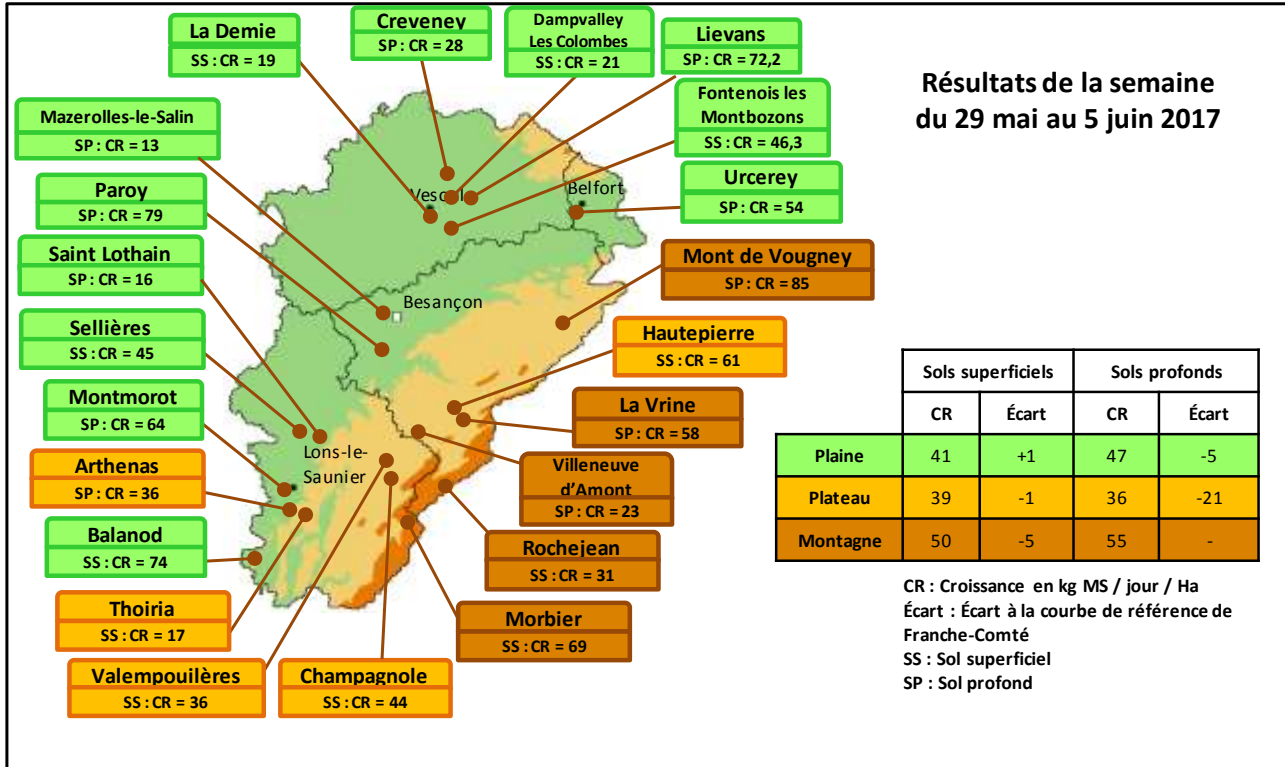 Résultats de la semaine
du 29 mai au 5 juin 2017
La Demie
SS : CR = 19
Creveney
SP : CR = 28
Dampvalley
Les Colombes
SS : CR = 21
Lievans
SP : CR = 72,2
Mazerolles-le-Salin
SP : CR = 13
Fontenois les
Montbozons
SS : CR = 46,3
Paroy
SP : CR = 79
Urcerey
SP : CR = 54
Saint Lothain
SP : CR = 16
Mont de Vougney
SP : CR = 85
Sellières
SS : CR = 45
Hautepierre
SS : CR = 61
Montmorot
SP : CR = 64
La Vrine
SP : CR = 58
Arthenas
SP : CR = 36
Villeneuve
d'Amont
SP : CR = 23
Balanod
SS : CR = 74
Rochejean
SS : CR = 31
Thoiria
SS : CR = 17
Morbier
SS : CR = 69
Valempouilères
SS : CR = 36
Champagnole
SS : CR = 44
Belfort
Besançon
Lons-le-
Saunier
Sols superficiels Sols profonds
CR Écart CR Écart
Plaine 41 +1 47 -5
Plateau 39 -1 36 -21
Montagne 50 -5 55 -
CR : Croissance en kg MS / jour / Ha
Écart : Écart à la courbe de référence de
Franche-Comté
SS : Sol superficiel
SP : Sol profond